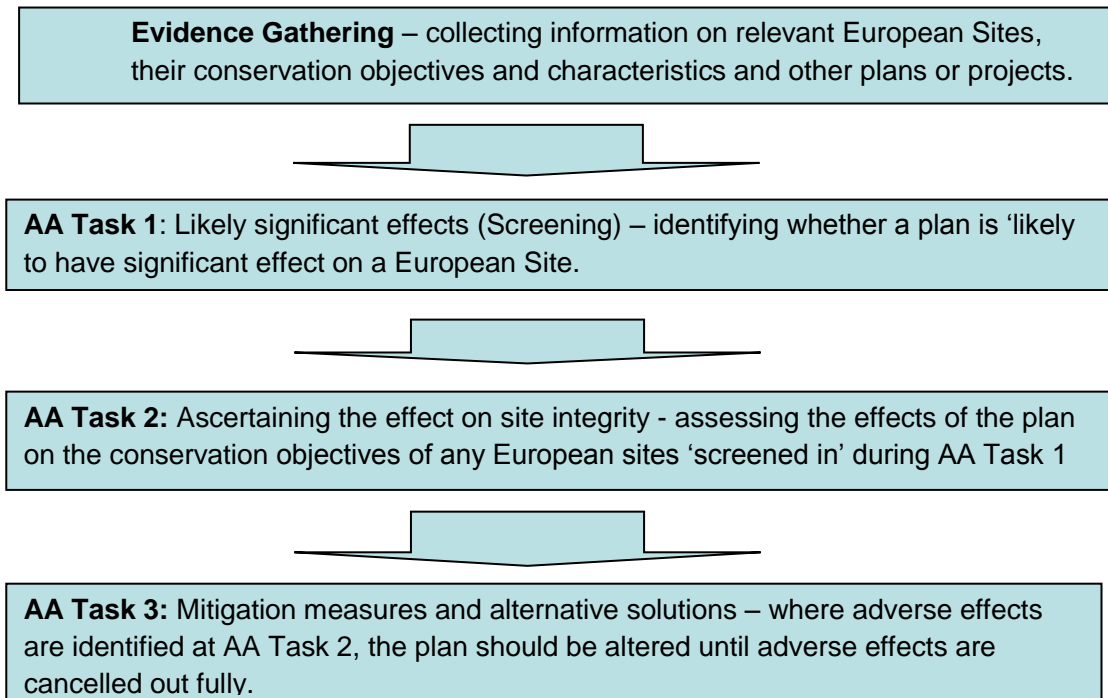 Evidence Gathering – collecting information on relevant European Sites,
their conservation objectives and characteristics and other plans or projects.
AA Task 1: Likely significant effects (Screening) – identifying whether a plan is ‘likely
to have significant effect on a European Site.
AA Task 2: Ascertaining the effect on site integrity - assessing the effects of the plan
on the conservation objectives of any European sites ‘screened in’ during AA Task 1
AA Task 3: Mitigation measures and alternative solutions – where adverse effects
are identified at AA Task 2, the plan should be altered until adverse effects are
cancelled out fully.